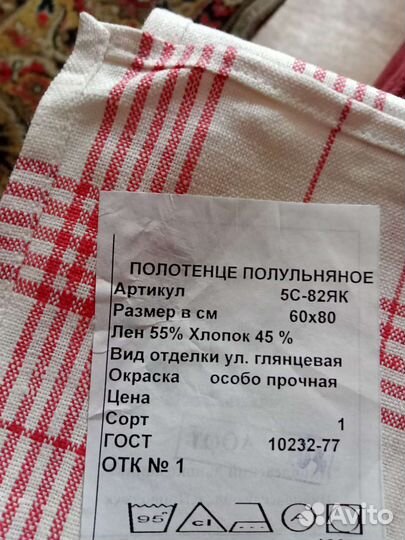 ПОЛОТЕНЦЕ ПОЛУЛЬНЯНОЕ
Артикул 5С-82ЯК
Размер в см 60х80
Лен 55% Хлопок 45 %
Вид отделки ул. глянцевая
Окраска особо прочная
Цена
Сорт 1
ГОСТ 10232-77
ОТК № 1
95° cl A
Avito